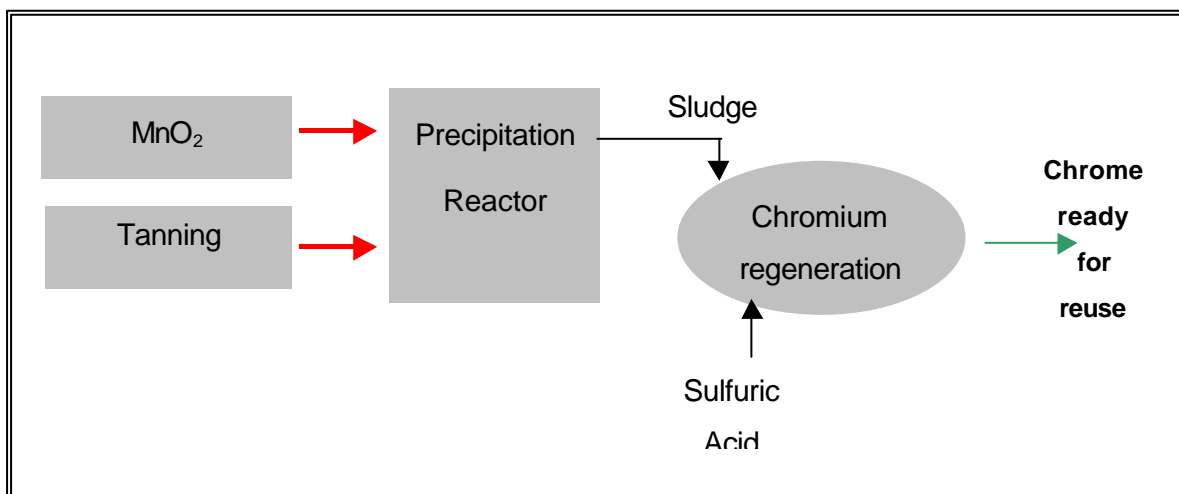 MnO₂
Tanning
Precipitation
Reactor
Sludge
Chromium
regeneration
Sulfuric
Acid
Chrome
ready
for
reuse